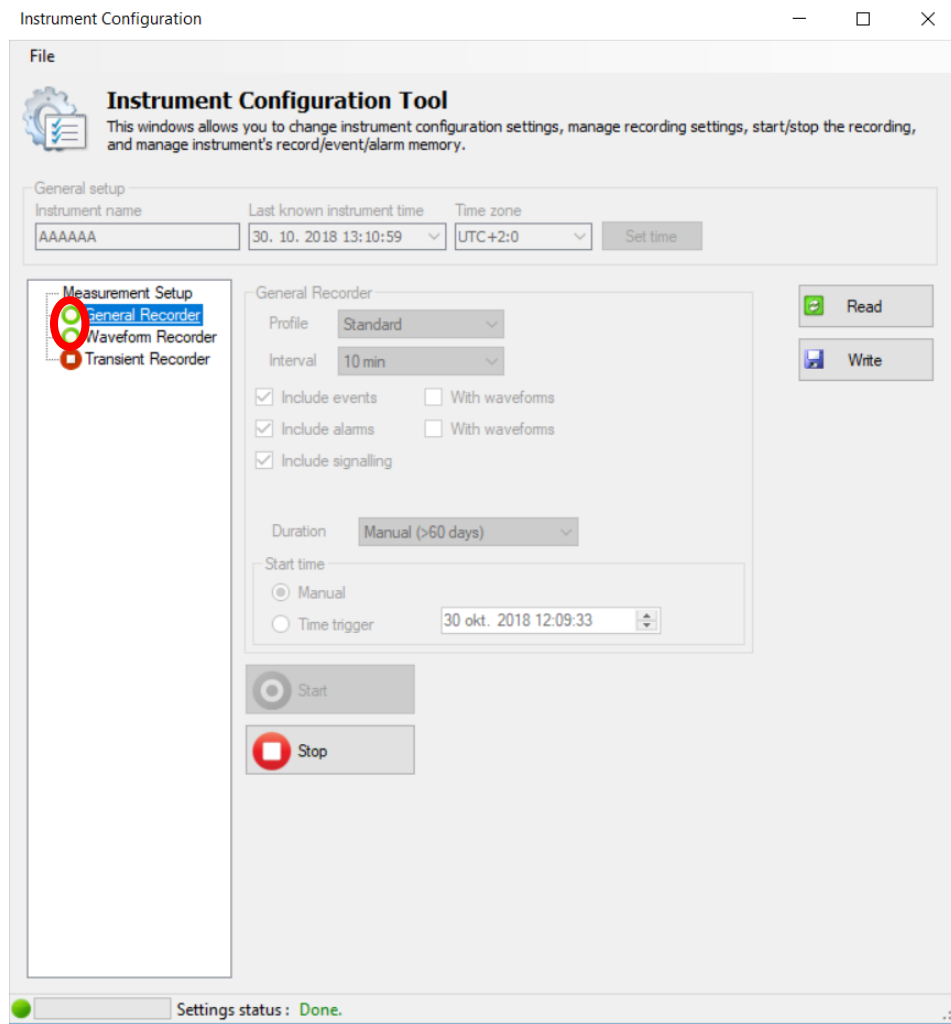 Instrument Configuration
File
Instrument Configuration Tool
This windows allows you to change instrument configuration settings, manage recording settings, start/stop the recording,
and manage instrument's record/event/alarm memory.
General setup
Instrument name Last known instrument time Time zone
AAAAAA 30. 10. 2018 13:10:59 UTC+2:0 Set time
Measurement Setup
General Recorder
Waveform Recorder
Transient Recorder
General Recorder
Profile Standard
Interval 10 min
Include events With waveforms
Include alarms With waveforms
Include signalling
Duration Manual (>60 days)
Start time
Manual
Time trigger 30 okt. 2018 12:09:33
Start
Stop
Read
Write
Settings status : Done.